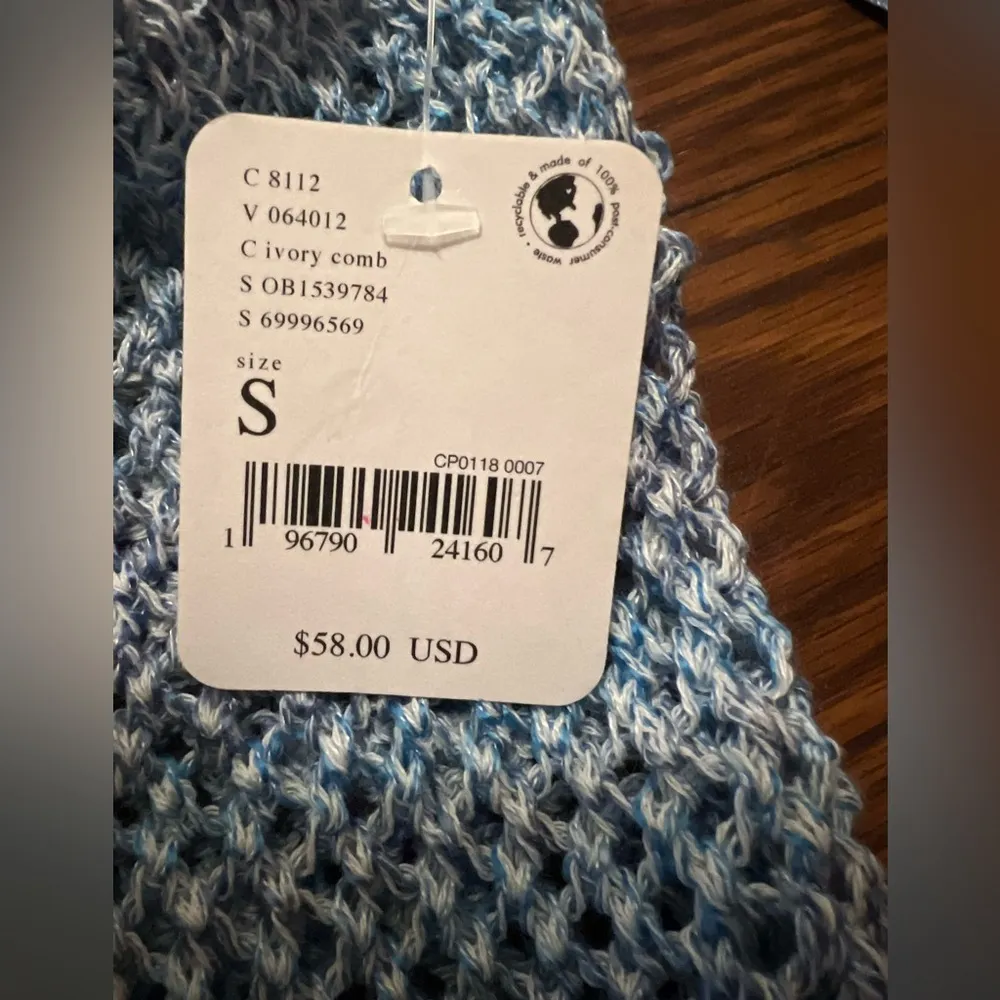 C 8112
V 064012
C ivory comb
S OB1539784
S 69996569
recyclable & made of 100% post-consumer waste •
size
S
CP0118 0007
1 96790 24160 7
$58.00 USD